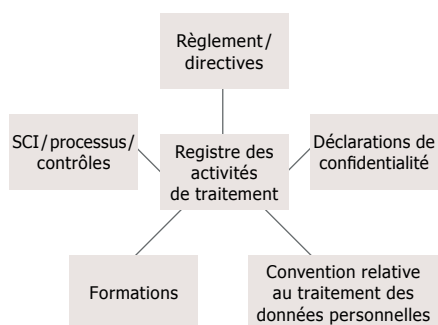 Règlement/
directives
SCI/processus/
contrôles
Registre des
activités
de traitement
Déclarations de
confidentialité
Formations
Convention relative
au traitement des
données personnelles